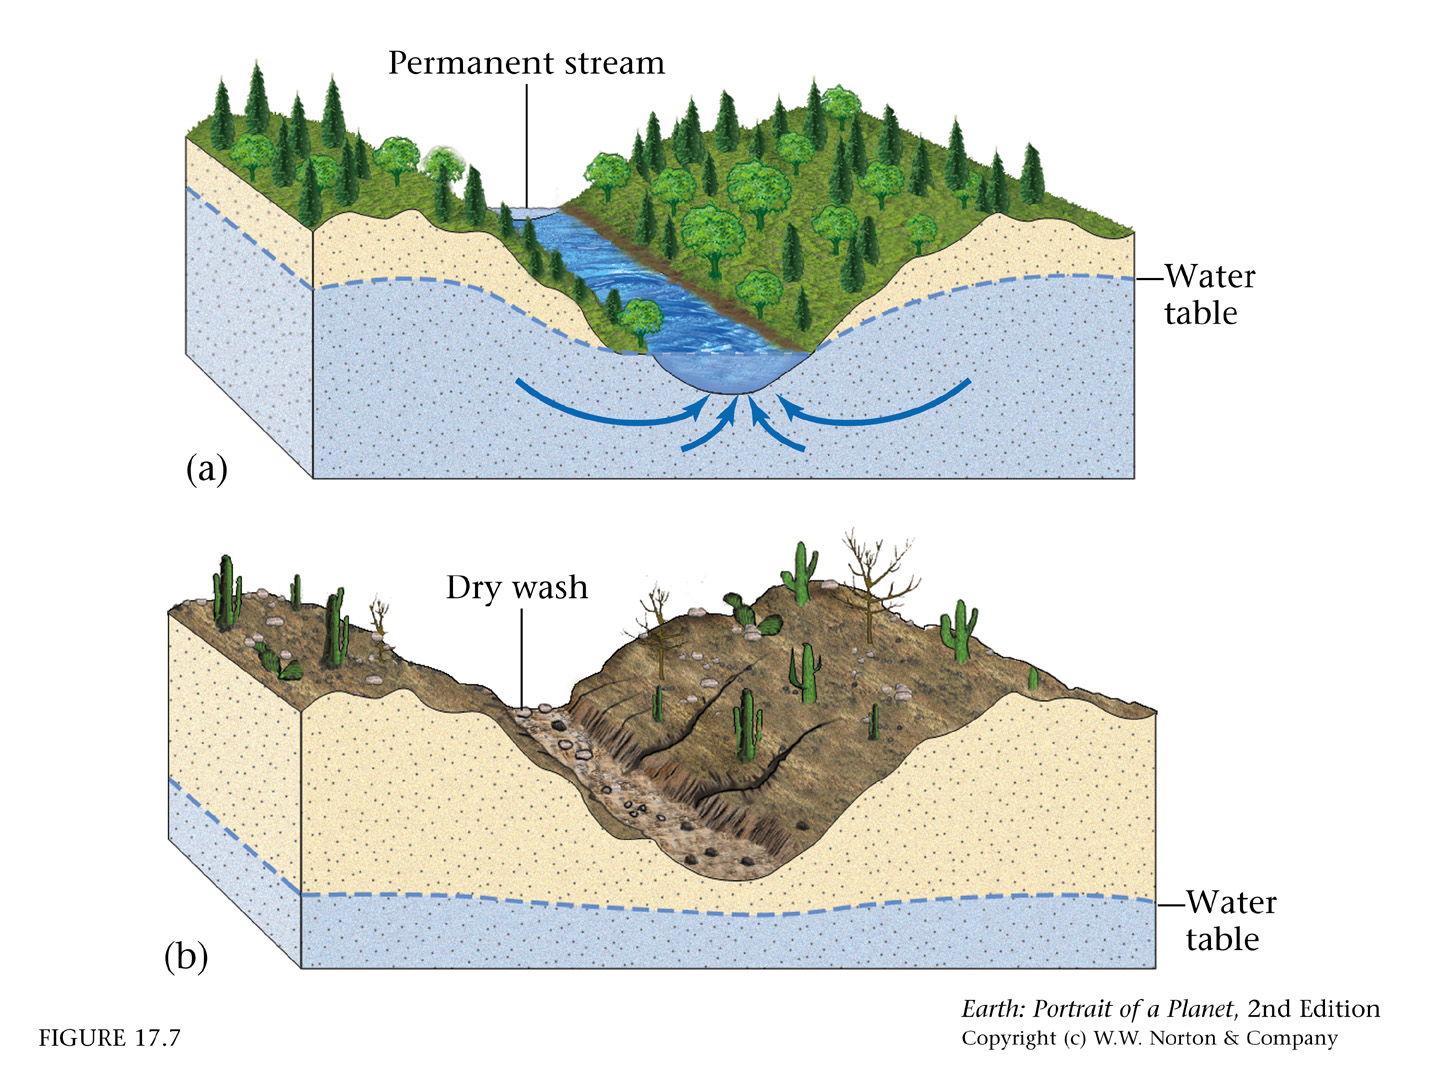 Permanent stream
Water
table
(a)
Dry wash
Water
table
(b)
Earth: Portrait of a Planet, 2nd Edition
FIGURE 17.7
Copyright (c) W.W. Norton & Company